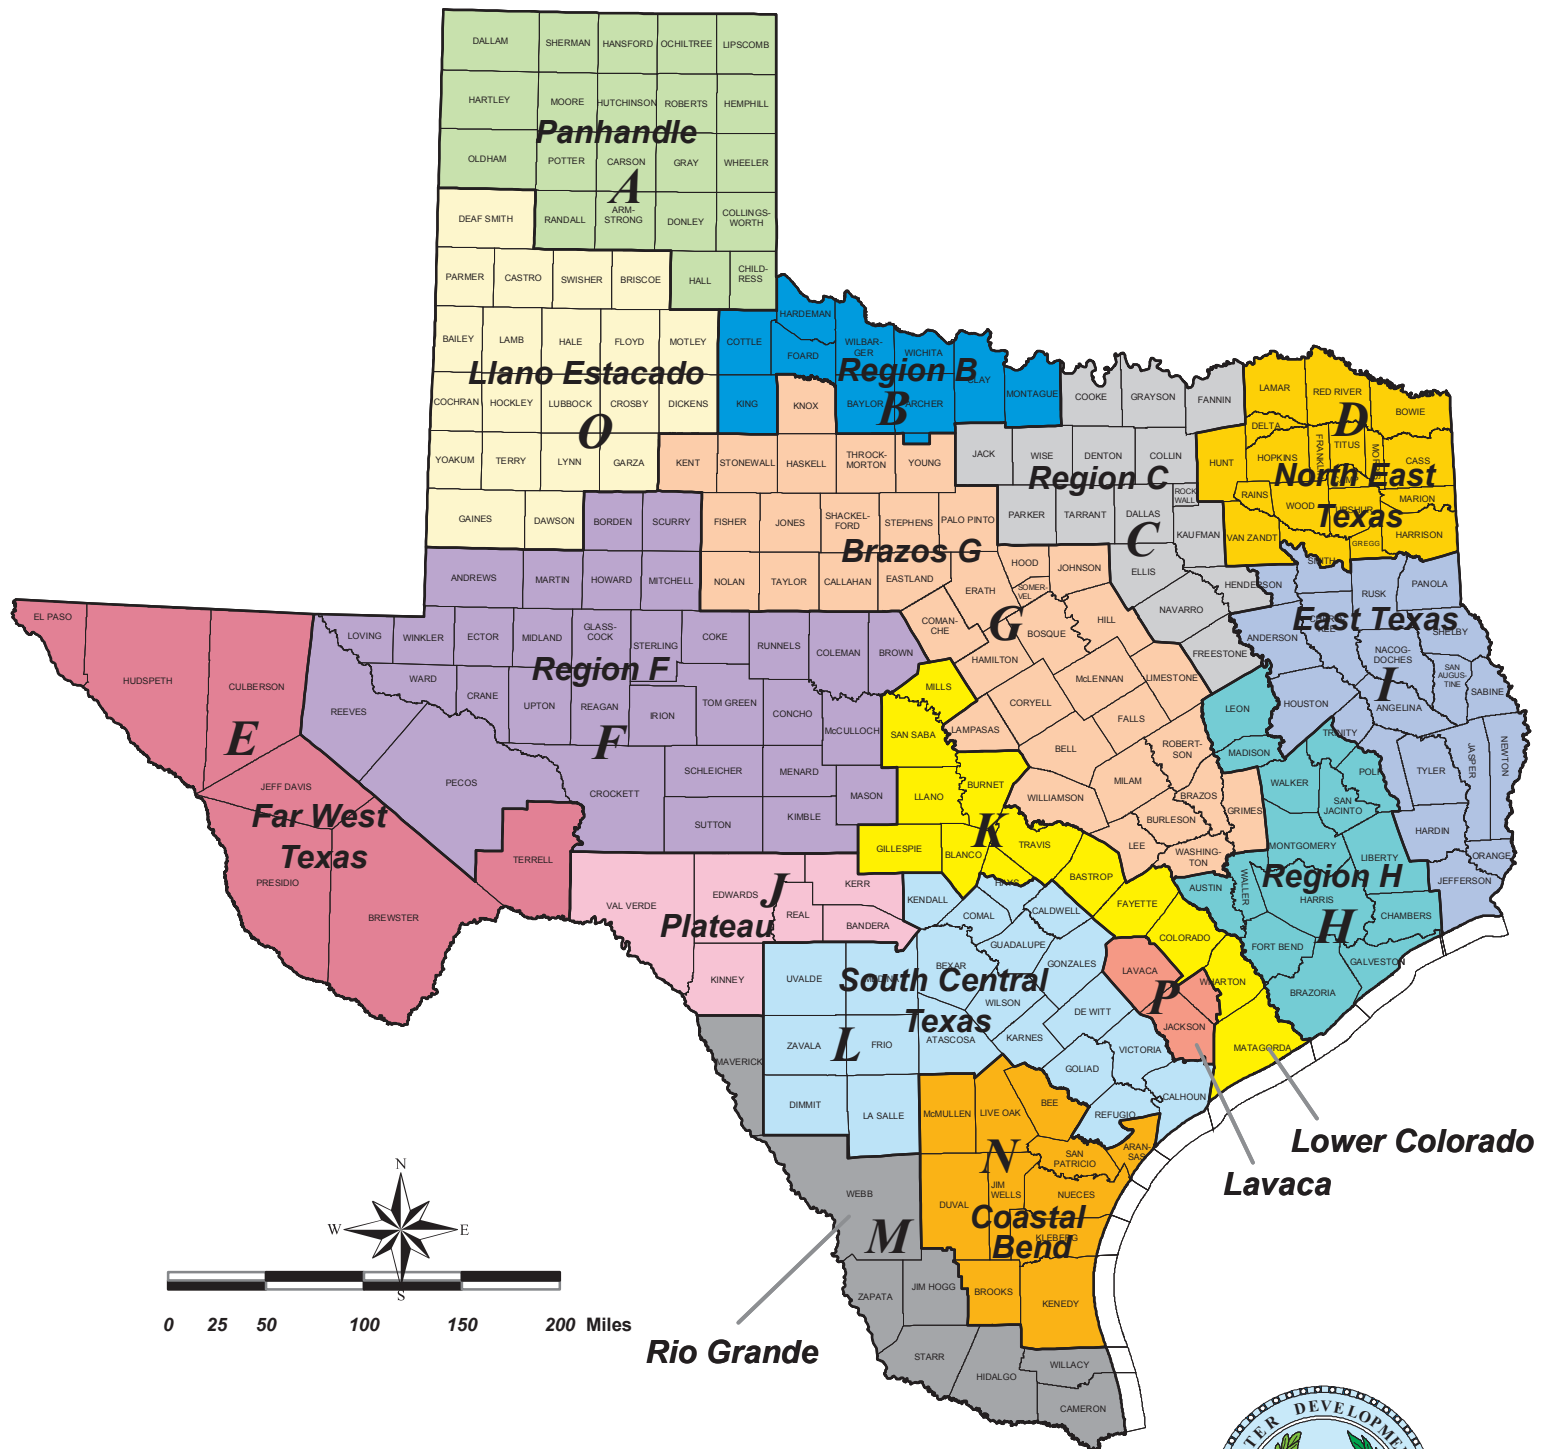 DALLAM SHERMAN HANSFORD OCHILTREE LIPSCOMB
HARTLEY MOORE HUTCHINSON ROBERTS HEMPHILL
Panhandle
OLDHAM POTTER CARSON GRAY WHEELER
A
DEAF SMITH RANDALL ARM-
STRONG DONLEY COLLINGS-
WORTH
PARMER CASTRO SWISHER BRISCOE HALL CHILD-
RESS
BAILEY LAMB HALE FLOYD MOTLEY COTTLE HARDEMAN
FOARD WILBAR-
GER WICHITA CLAY MONTAGUE
Llano Estacado
Region B
COCHRAN HOCKLEY LUBBOCK CROSBY DICKENS KING KNOX BAYLOR ARCHER
O
B
COOKE GRAYSON FANNIN LAMAR RED RIVER BOWIE
D
DELTA FRANKLIN TITUS MORRIS CASS
HUNT HOPKINS CAMP
North East
Texas
RAINS WOOD UPSHUR MARION
VAN ZANDT GREGG HARRISON
SMITH
YOAKUM TERRY LYNN GARZA KENT STONEWALL HASKELL THROCK-
MORTON YOUNG JACK WISE DENTON COLLIN
Region C
ROCK
WALL
GAINES DAWSON BORDEN SCURRY FISHER JONES SHACKEL-
FORD STEPHENS PALO PINTO PARKER TARRANT DALLAS KAUFMAN
C
Brazos G
ANDREWS MARTIN HOWARD MITCHELL NOLAN TAYLOR CALLAHAN EASTLAND HOOD JOHNSON ELLIS
ERATH SOMER-
VEL
HENDERSON RUSK PANOLA
NAVARRO
G
BOSQUE HILL
COMAN-
CHE
HAMILTON
FREESTONE
ANDERSON
East Texas
SHELBY
NACOG-
DOCHES
SAN
AUGUS-
TINE
SABINE
I
ANGELINA
HOUSTON
EL PASO HUDSPETH CULBERSON
E
JEFF DAVIS
Far West
Texas
PRESIDIO BREWSTER TERRELL
LOVING WINKLER ECTOR MIDLAND GLASS-
COCK STERLING COKE RUNNELS COLEMAN BROWN
Region F
WARD CRANE UPTON REAGAN IRION TOM GREEN CONCHO McCULLOCH
REEVES
F
PECOS CROCKETT SCHLEICHER MENARD MASON
SUTTON KIMBLE
MILLS SAN SABA
LAMPASAS CORYELL McLENNAN LIMESTONE
FALLS BELL ROBERT-
SON
MILAM BRAZOS
WILLIAMSON BURLESON GRIMES
LEE WASHING-
TON
LEON MADISON
TRINITY WALKER POLK
SAN
JACINTO
TYLER JASPER NEWTON
HARDIN ORANGE
JEFFERSON
LLANO BURNET
K
GILLESPIE BLANCO TRAVIS
BASTROP
FAYETTE
COLORADO
WHARTON
MATAGORDA
MONTGOMERY LIBERTY
Region H
AUSTIN WALLER HARRIS CHAMBERS
H
FORT BEND GALVESTON
BRAZORIA
VAL VERDE EDWARDS KERR
J
REAL BANDERA
Plateau
KINNEY
KENDALL HAYS
COMAL CALDWELL
GUADALUPE
UVALDE MEDINA BEXAR GONZALES
South Central
Texas
WILSON DE WITT
ZAVALA FRIO ATASCOSA KARNES
L
VICTORIA
GOLIAD
DIMMIT LA SALLE REFUGIO CALHOUN
LAVACA
P
JACKSON
MAVERICK
McMULLEN LIVE OAK BEE
N
SAN
PATRICIO
ARAN-
SAS
DUVAL JIM
WELLS NUECES
Coastal
Bend
KLEBERG
BROOKS KENEDY
WEBB
M
ZAPATA JIM HOGG
STARR HIDALGO WILLACY
CAMERON
Lower Colorado
Lavaca
Rio Grande
N
W E
S
0 25 50 100 150 200 Miles